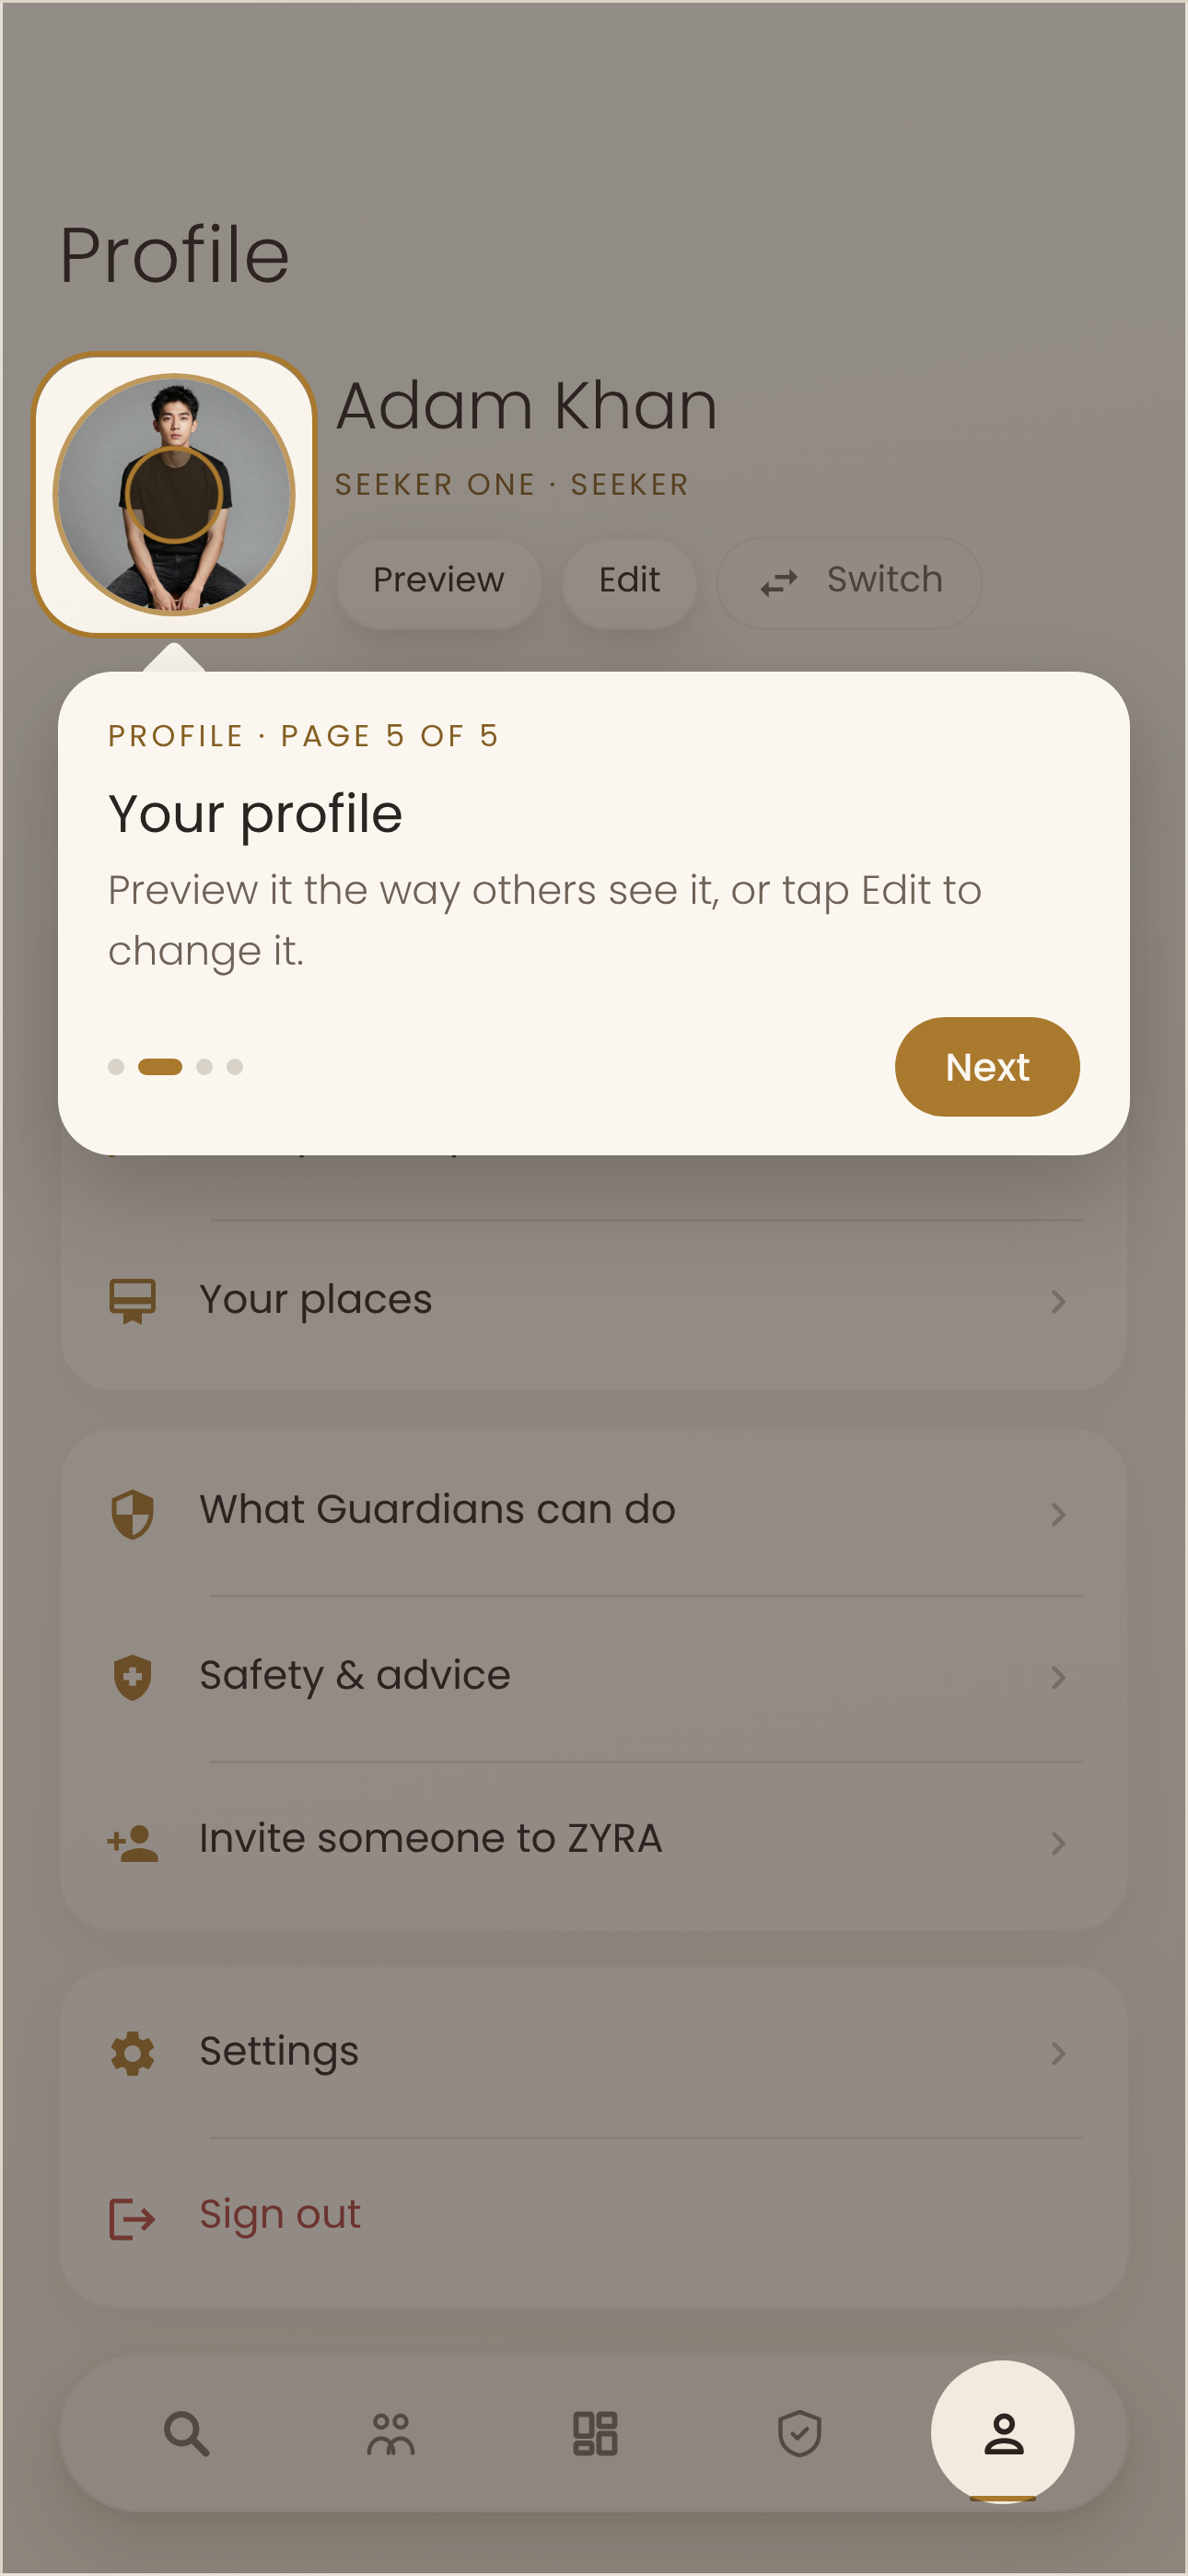 Profile
Adam Khan
SEEKER ONE · SEEKER
Preview
Edit
Switch
PROFILE · PAGE 5 OF 5
Your profile
Preview it the way others see it, or tap Edit to
change it.
Next
Your places
What Guardians can do
Safety & advice
Invite someone to ZYRA
Settings
Sign out